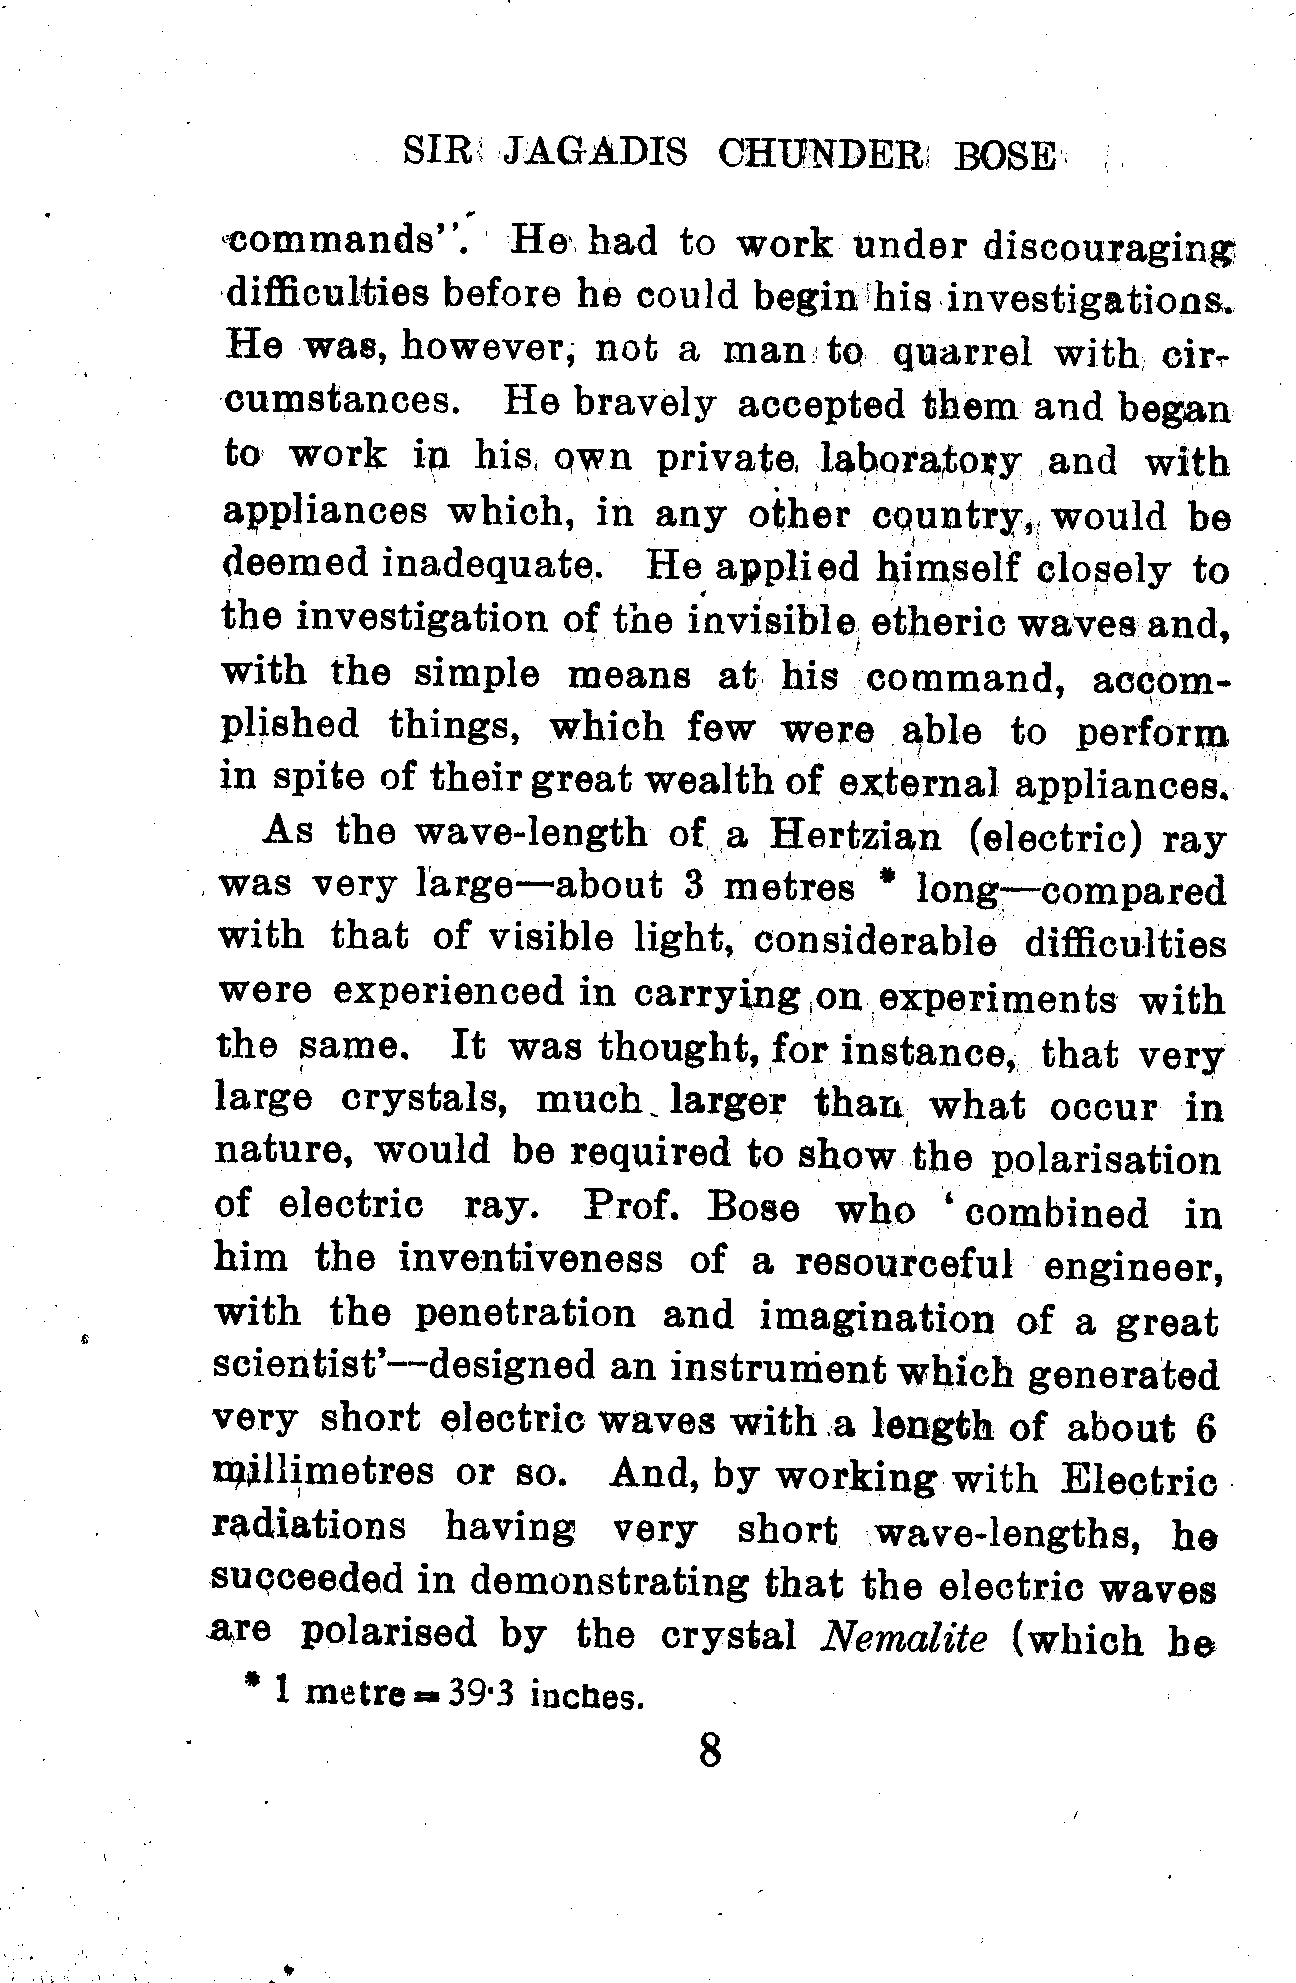 SIR JAGADIS CHUNDER BOSE
commands". He had to work under discouraging
difficulties before he could begin his investigations.
He was, however, not a man to quarrel with cir-
cumstances. He bravely accepted them and began
to work in his own private laboratory and with
appliances which, in any other country, would be
deemed inadequate. He applied himself closely to
the investigation of the invisible etheric waves and,
with the simple means at his command, accom-
plished things, which few were able to perform
in spite of their great wealth of external appliances.
As the wave-length of a Hertzian (electric) ray
was very large—about 3 metres * long—compared
with that of visible light, considerable difficulties
were experienced in carrying on experiments with
the same. It was thought, for instance, that very
large crystals, much larger than what occur in
nature, would be required to show the polarisation
of electric ray. Prof. Bose who ‘combined in
him the inventiveness of a resourceful engineer,
with the penetration and imagination of a great
scientist’—designed an instrument which generated
very short electric waves with a length of about 6
millimetres or so. And, by working with Electric
radiations having very short wave-lengths, he
succeeded in demonstrating that the electric waves
are polarised by the crystal Nemalite (which he
* 1 metre = 39·3 inches.
8